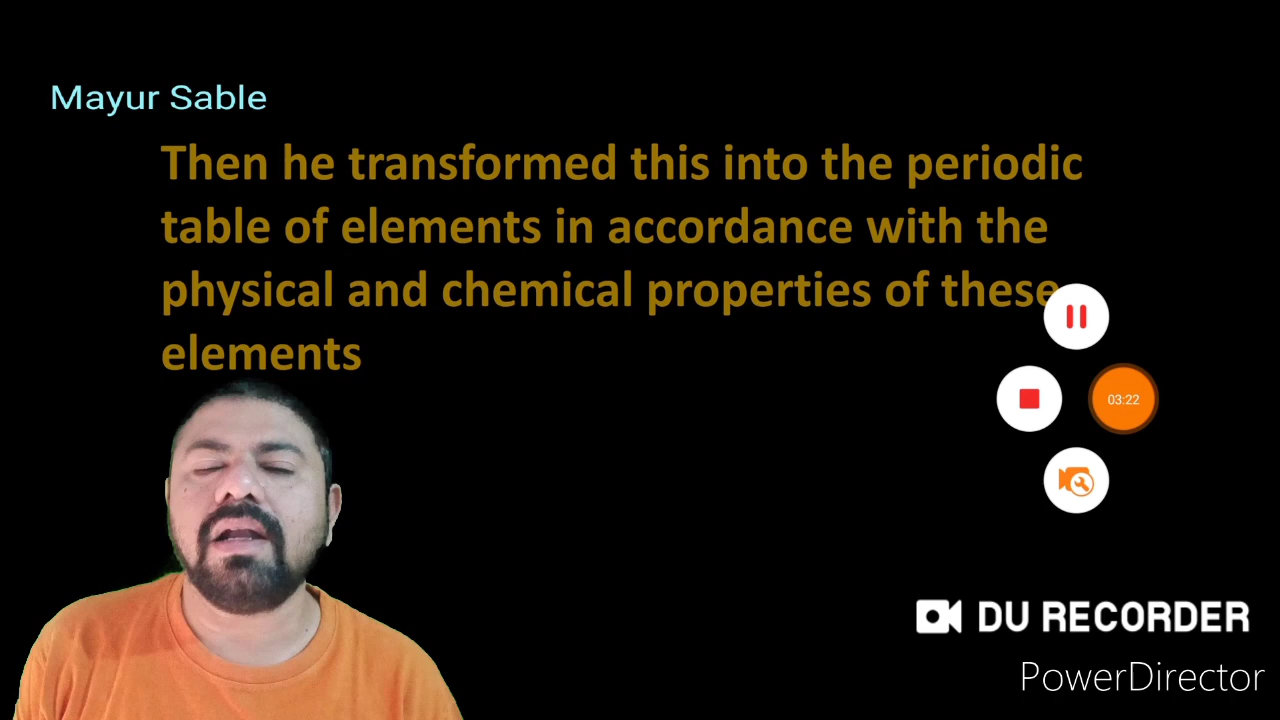 Mayur Sable
Then he transformed this into the periodic
table of elements in accordance with the
physical and chemical properties of these
elements
03:22
DU RECORDER
PowerDirector